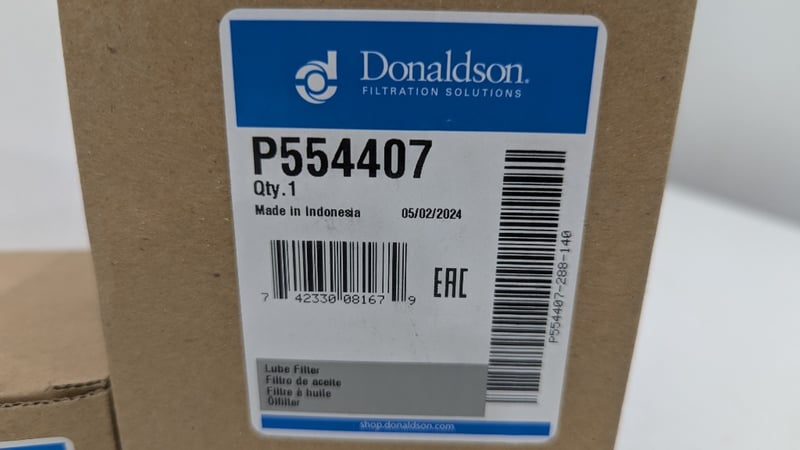 Donaldson.
FILTRATION SOLUTIONS
P554407
Qty.1
Made in Indonesia 05/02/2024
7 42330 08167 9
EAC
P554407-288-140
Lube Filter
Filtro de aceite
Filtre à huile
Ölfilter
shop.donaldson.com